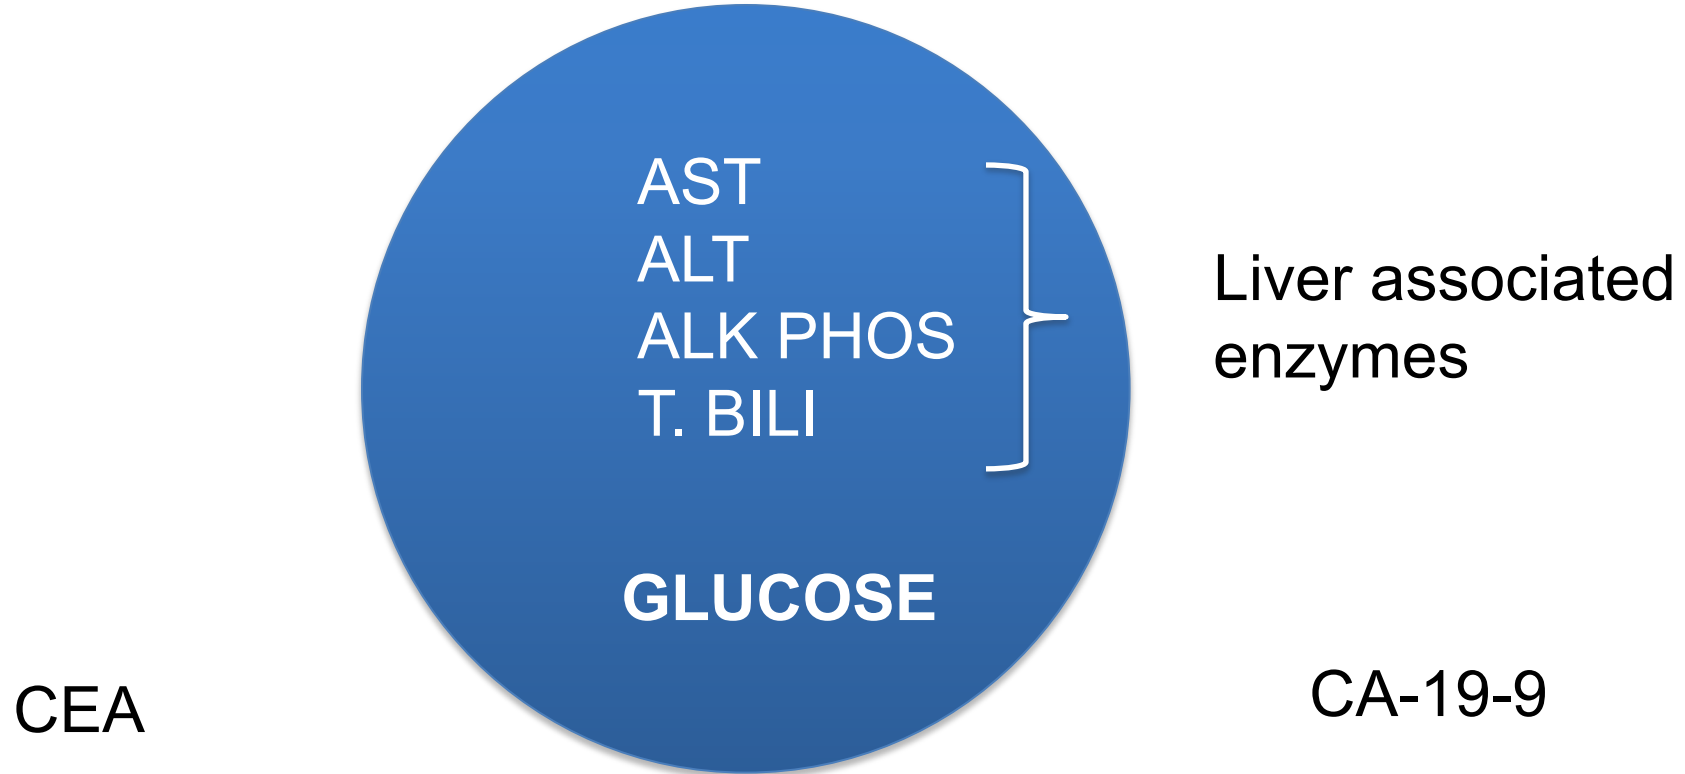 AST
ALT
ALK PHOS
T. BILI
Liver associated
enzymes
GLUCOSE
CEA
CA-19-9